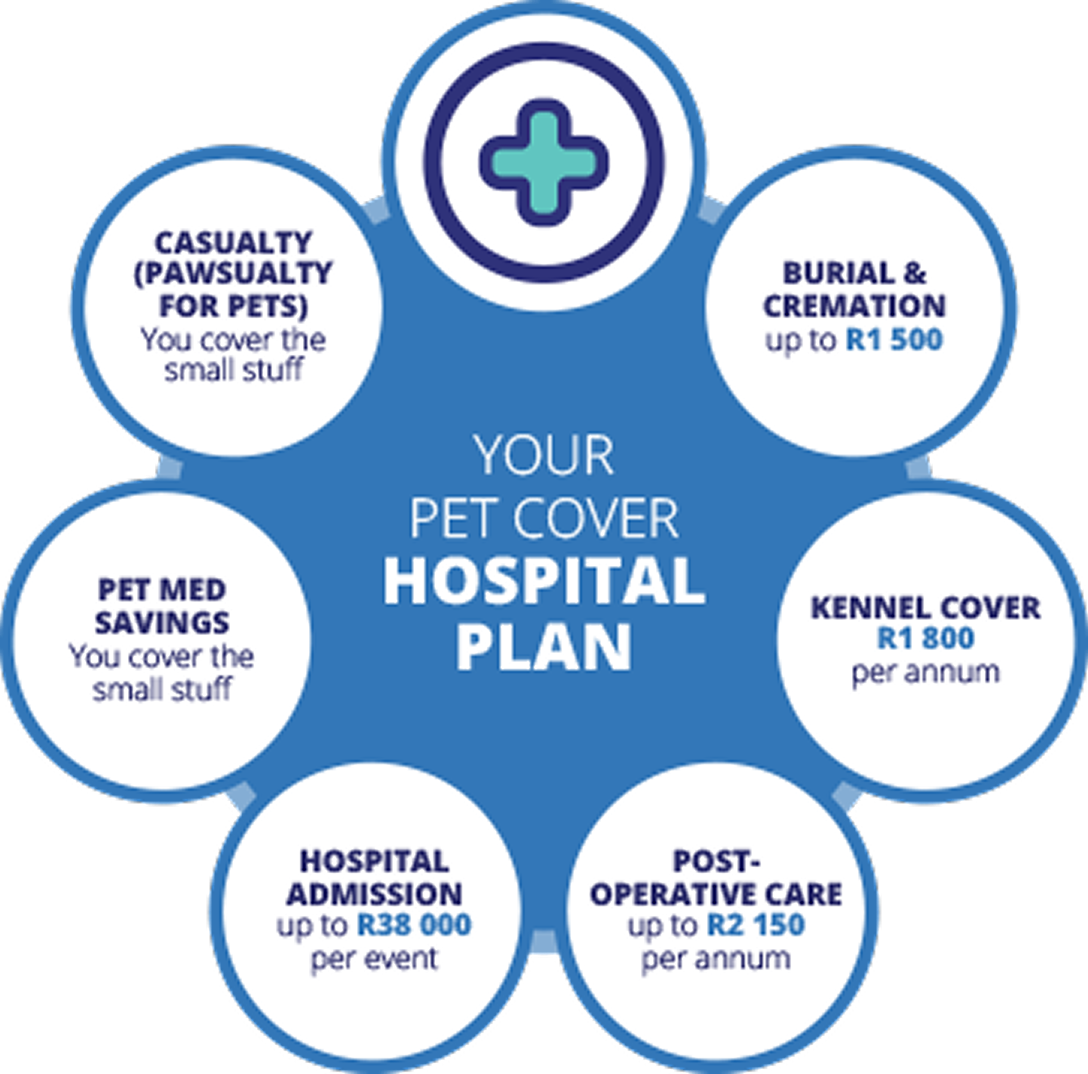 YOUR
PET COVER
HOSPITAL
PLAN
BURIAL &
CREMATION
up to R1 500
KENNEL COVER
R1 800
per annum
POST-
OPERATIVE CARE
up to R2 150
per annum
HOSPITAL
ADMISSION
up to R38 000
per event
PET MED
SAVINGS
You cover the
small stuff
CASUALTY
(PAWSUALTY
FOR PETS)
You cover the
small stuff